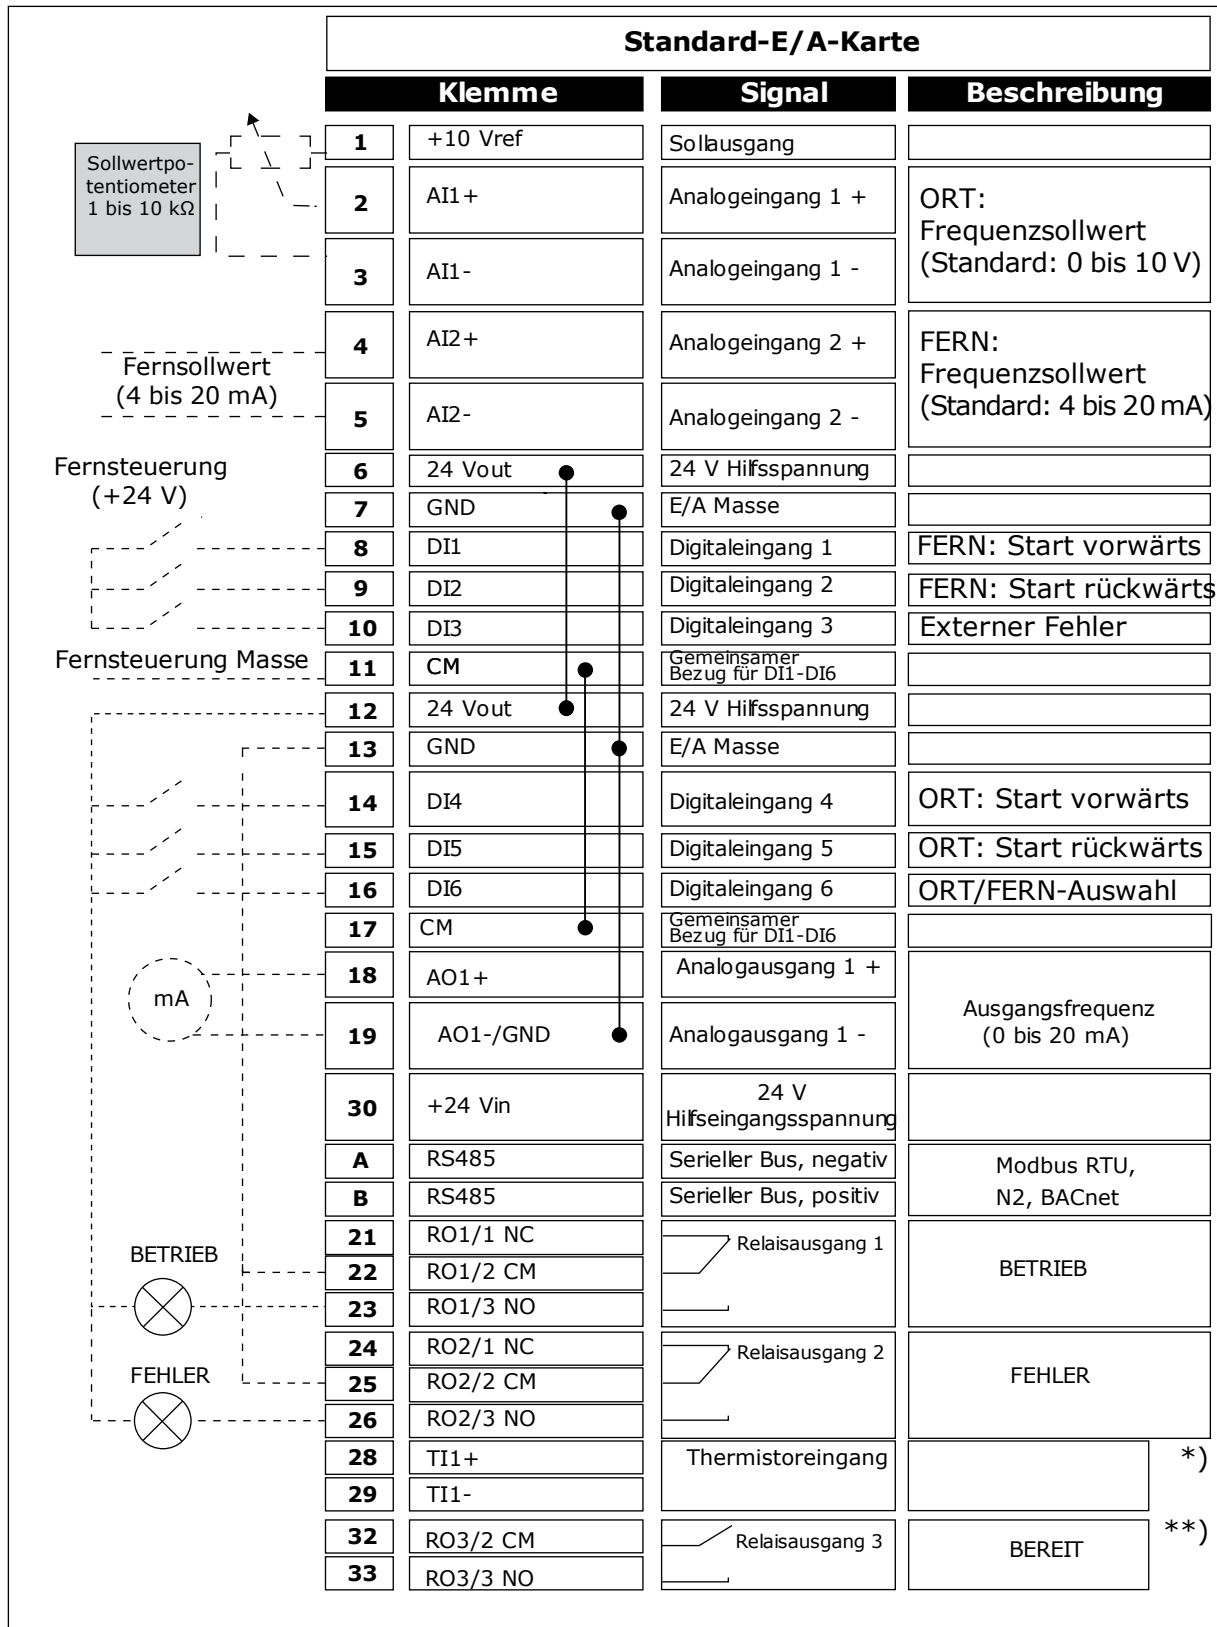 Standard-E/A-Karte
Klemme Signal Beschreibung
Sollwertpo-
tentiometer
1 bis 10 kΩ
1 +10 Vref Sollausgang
2 AI1+ Analogeingang 1 +
ORT:
Frequenzsollwert
(Standard: 0 bis 10 V)
3 AI1- Analogeingang 1 -
Fernsollwert
(4 bis 20 mA)
4 AI2+ Analogeingang 2 +
FERN:
Frequenzsollwert
(Standard: 4 bis 20 mA)
5 AI2- Analogeingang 2 -
Fernsteuerung
(+24 V)
6 24 Vout 24 V Hilfsspannung
7 GND E/A Masse
8 DI1 Digitaleingang 1 FERN: Start vorwärts
9 DI2 Digitaleingang 2 FERN: Start rückwärts
10 DI3 Digitaleingang 3 Externer Fehler
Fernsteuerung Masse
11 CM Gemeinsamer
Bezug für DI1-DI6
12 24 Vout 24 V Hilfsspannung
13 GND E/A Masse
14 DI4 Digitaleingang 4 ORT: Start vorwärts
15 DI5 Digitaleingang 5 ORT: Start rückwärts
16 DI6 Digitaleingang 6 ORT/FERN-Auswahl
17 CM Gemeinsamer
Bezug für DI1-DI6
mA
18 AO1+ Analogausgang 1 +
Ausgangsfrequenz
(0 bis 20 mA)
19 AO1-/GND Analogausgang 1 -
30 +24 Vin 24 V
Hilfseingangsspannung
A RS485 Serieller Bus, negativ
Modbus RTU,
N2, BACnet
B RS485 Serieller Bus, positiv
21 RO1/1 NC Relaisausgang 1
BETRIEB
22 RO1/2 CM BETRIEB
23 RO1/3 NO
24 RO2/1 NC Relaisausgang 2
FEHLER
25 RO2/2 CM FEHLER
26 RO2/3 NO
28 TI1+ Thermistoreingang *)
29 TI1-
32 RO3/2 CM Relaisausgang 3 BEREIT **)
33 RO3/3 NO